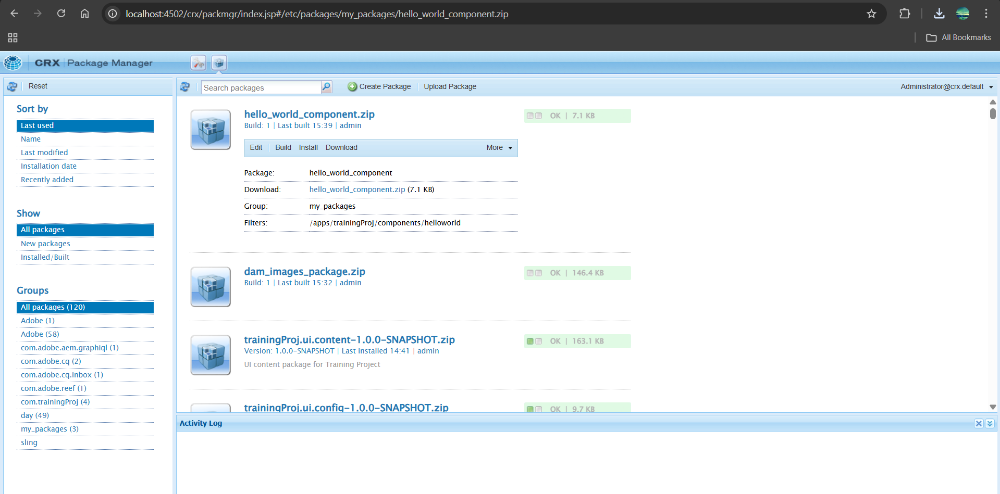 localhost:4502/crx/packmgr/index.jsp#/etc/packages/my_packages/hello_world_component.zip
All Bookmarks
CRX Package Manager
Reset
Search packages
Create Package
Upload Package
Administrator@crx.default
Sort by
Last used
Name
Last modified
Installation date
Recently added
Show
All packages
New packages
Installed/Built
Groups
All packages (120)
Adobe (1)
Adobe (58)
com.adobe.aem.graphiql (1)
com.adobe.cq (2)
com.adobe.cq.inbox (1)
com.adobe.reef (1)
com.trainingProj (4)
day (49)
my_packages (3)
sling
hello_world_component.zip
OK | 7.1 KB
Build: 1 | Last built 15:39 | admin
Edit Build Install Download More
Package: hello_world_component
Download: hello_world_component.zip (7.1 KB)
Group: my_packages
Filters: /apps/trainingProj/components/helloworld
dam_images_package.zip
OK | 146.4 KB
Build: 1 | Last built 15:32 | admin
trainingProj.ui.content-1.0.0-SNAPSHOT.zip
OK | 163.1 KB
Version: 1.0.0-SNAPSHOT | Last installed 14:41 | admin
UI content package for Training Project
trainingProj.ui.config-1.0.0-SNAPSHOT.zip
OK | 9.7 KB
Activity Log